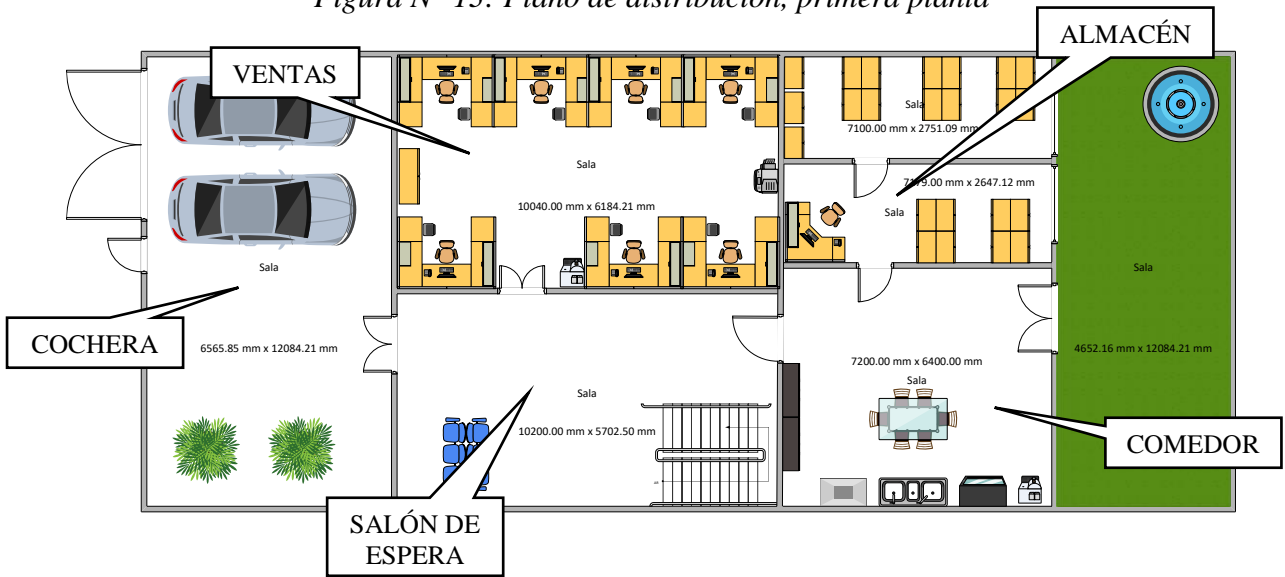 Figura N° 13: Plano de distribución, primera planta
ALMACÉN
VENTAS
Sala
7100.00 mm x 2751.09 mm
Sala
7179.00 mm x 2647.12 mm
10040.00 mm x 6184.21 mm
Sala
Sala
Sala
COCHERA
6565.85 mm x 12084.21 mm
4652.16 mm x 12084.21 mm
7200.00 mm x 6400.00 mm
Sala
Sala
10200.00 mm x 5702.50 mm
COMEDOR
SALÓN DE
ESPERA